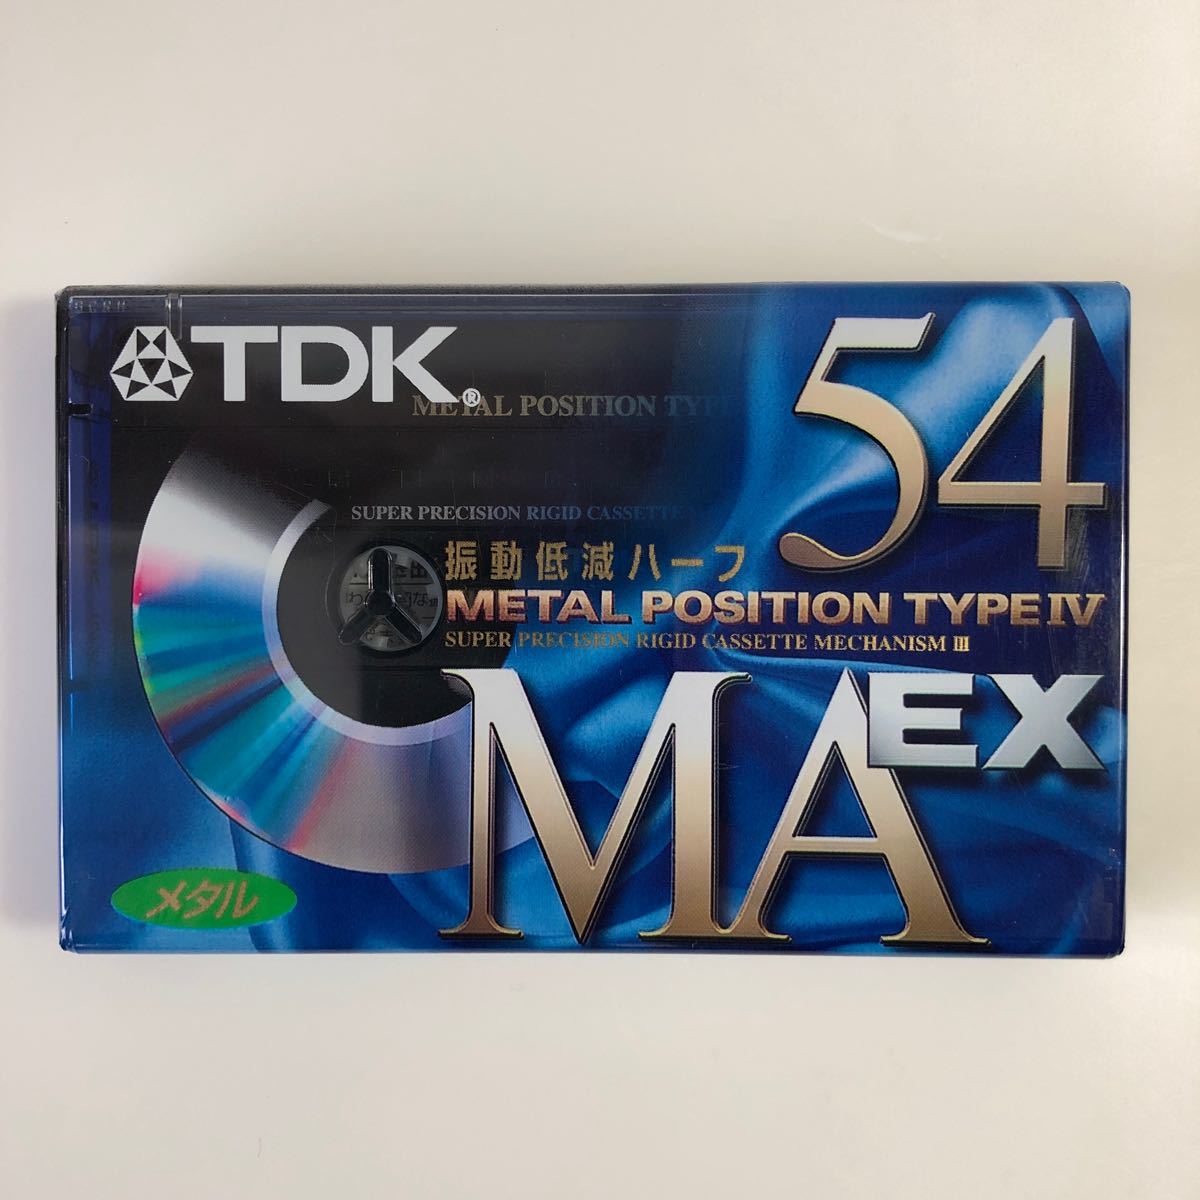 TDK®
54
METAL POSITION TYPE
SUPER PRECISION RIGID CASSETTE
振動低減ハーフ
METAL POSITION TYPE IV
SUPER PRECISION RIGID CASSETTE MECHANISM III
MA EX
メタル